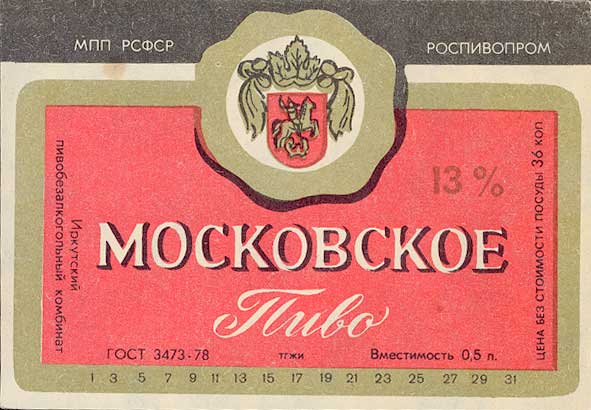 МПП РСФСР
РОСПИВОПРОМ
13 %
Иркутский
пивобезалкогольный комбинат
МОСКОВСКОЕ
Пиво
ЦЕНА БЕЗ СТОИМОСТИ ПОСУДЫ 36 КОП.
ГОСТ 3473-78
ТГЖИ
Вместимость 0,5 л.
1 3 5 7 9 11 13 15 17 19 21 23 25 27 29 31